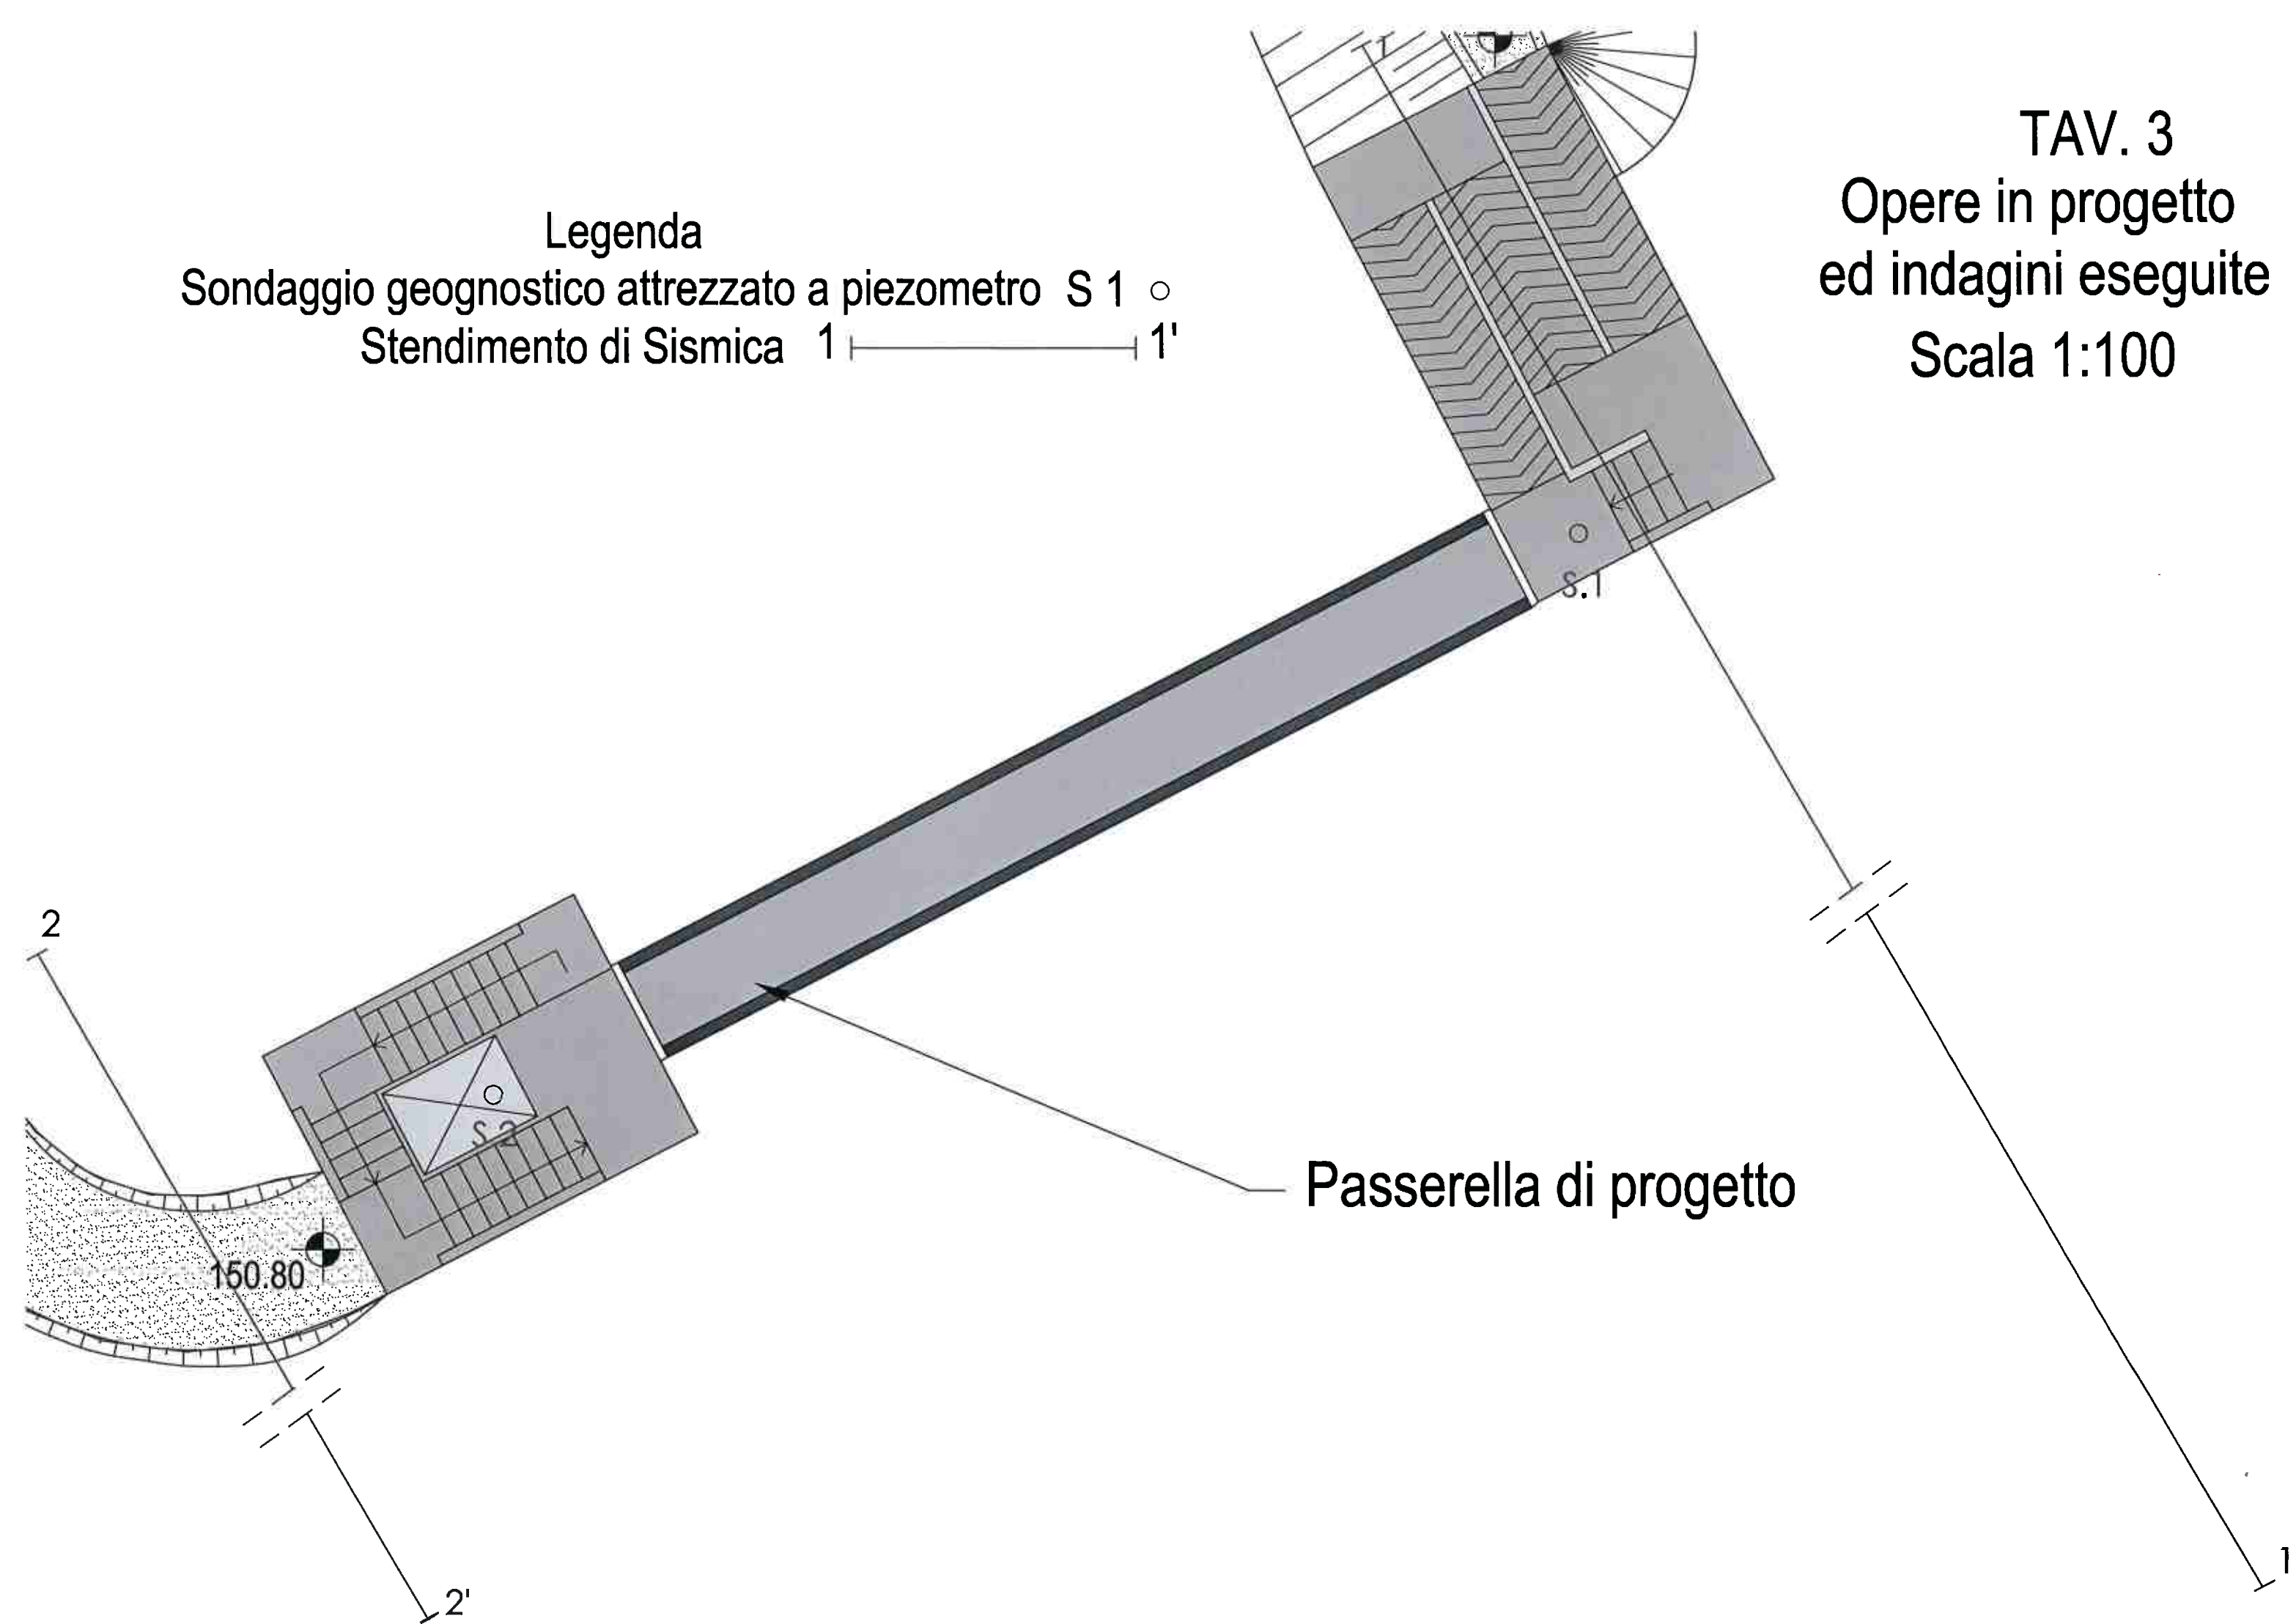 TAV. 3
Opere in progetto
ed indagini eseguite
Scala 1:100
Legenda
Sondaggio geognostico attrezzato a piezometro S 1
Stendimento di Sismica 1 1'
S.1
2
S.2
150.80
Passerella di progetto
2'
1